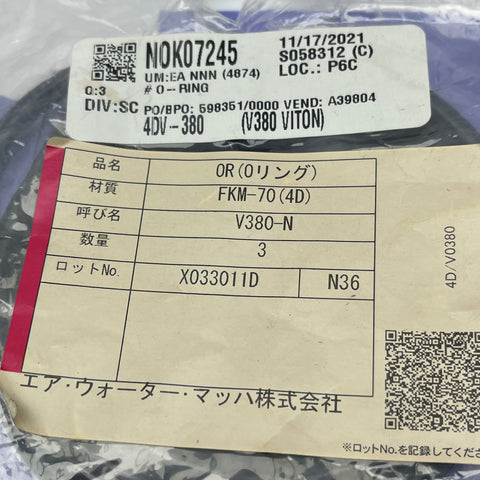 NOK07245
11/17/2021
S058312 (C)
UM:EA NNN (4874)
LOC.: P6C
Q:3
# O--RING
DIV:SC PO/BPO: 598351/0000 VEND: A39804
4DV-380 (V380 VITON)
品名 OR(Oリング)
材質 FKM-70(4D)
呼び名 V380-N
数量 3
ロットNo. X033011D N36
4D/V0380
エア・ウォーター・マッハ株式会社
※ロットNo.を記録してくださ